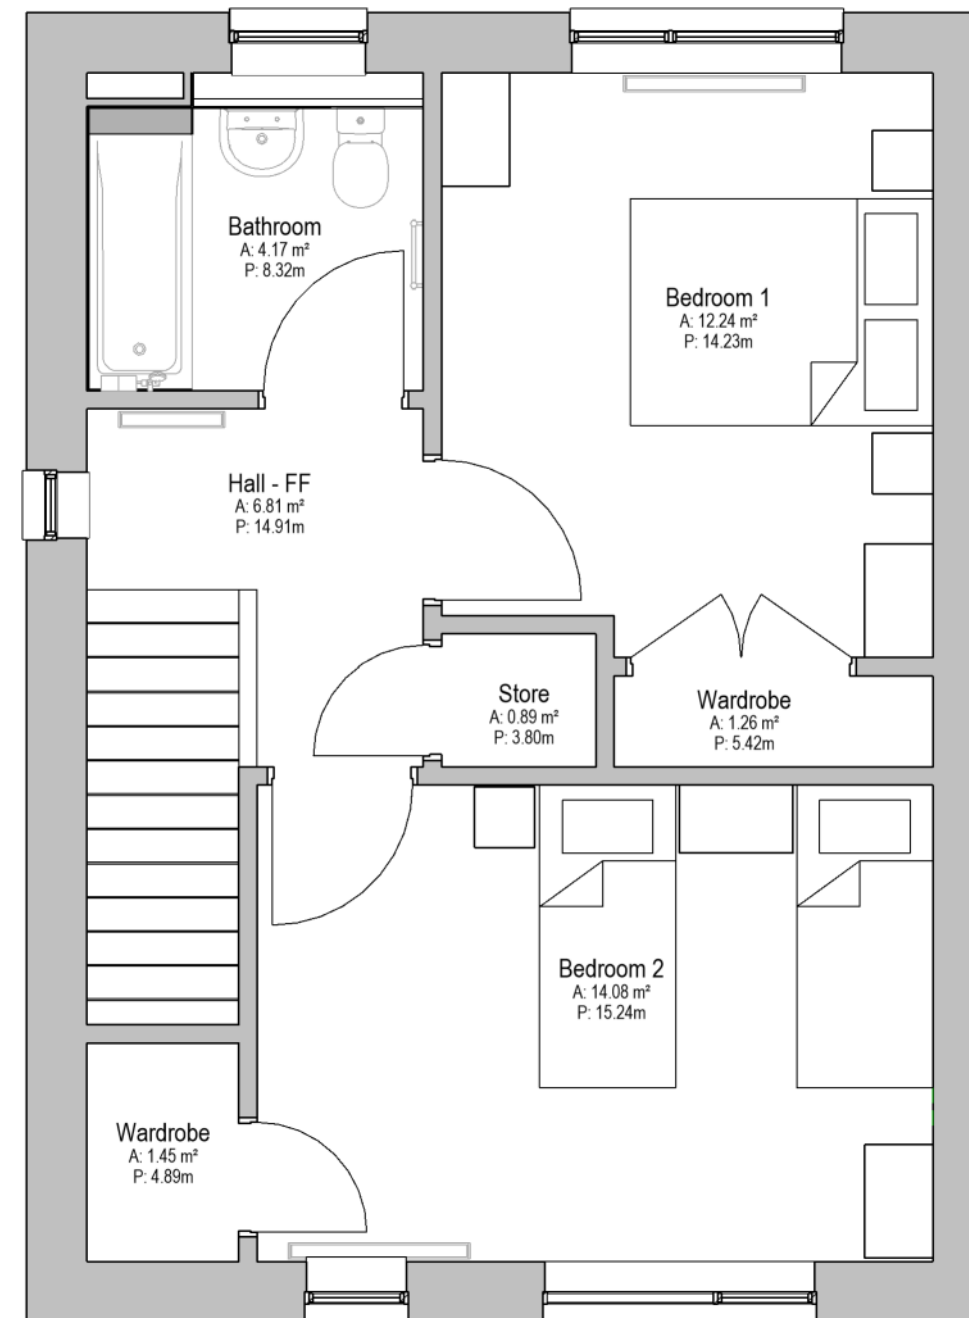 Bathroom
A: 4.17 m²
P: 8.32m
Bedroom 1
A: 12.24 m²
P: 14.23m
Hall - FF
A: 6.81 m²
P: 14.91m
Store
A: 0.89 m²
P: 3.80m
Wardrobe
A: 1.26 m²
P: 5.42m
Bedroom 2
A: 14.08 m²
P: 15.24m
Wardrobe
A: 1.45 m²
P: 4.89m